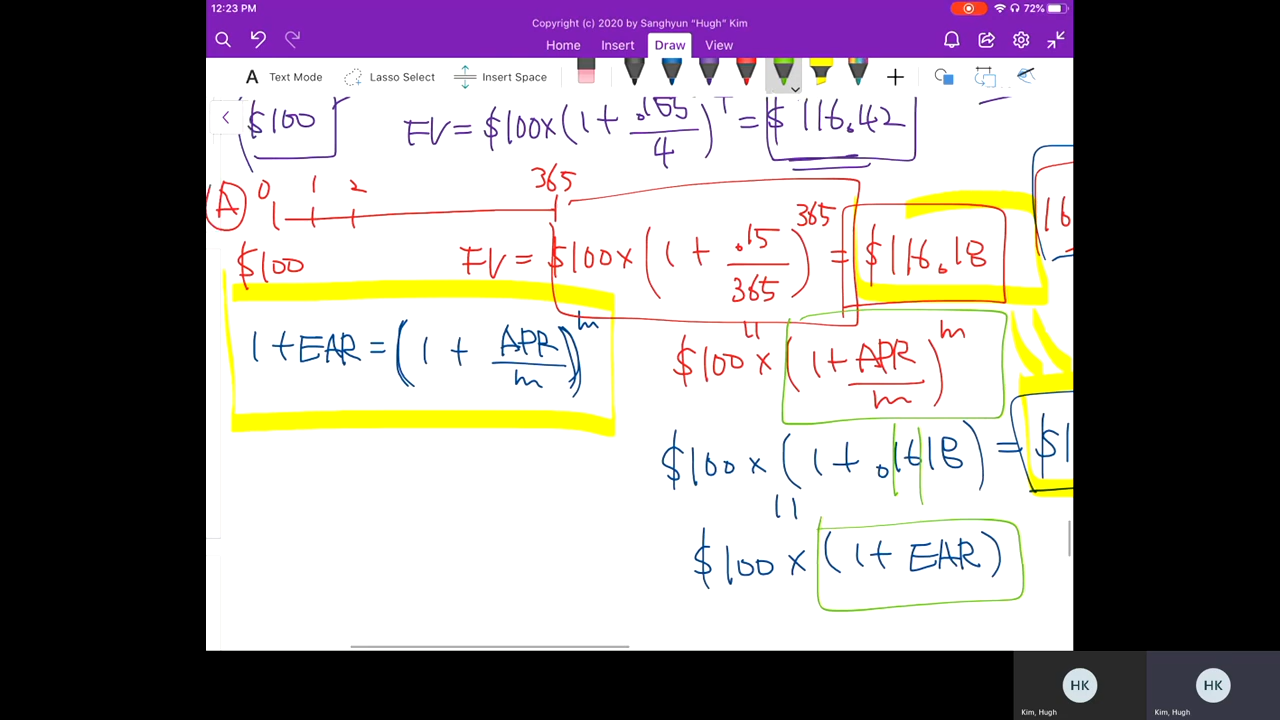 12:23 PM
72%
Copyright (c) 2020 by Sanghyun "Hugh" Kim
Home Insert Draw View
A Text Mode Lasso Select Insert Space
$100 FV = $100x(1 + .155/4) = $116.42
A 0 1 2 365
$100 FV = $100x(1 + .15/365)^365 = $116.18
1+EAR = (1 + APR/m)^m
$100 x (1+APR/m)^m
$100 x (1 + .1618) = $1
$100 x (1+ EAR)
HK HK
Kim, Hugh Kim, Hugh